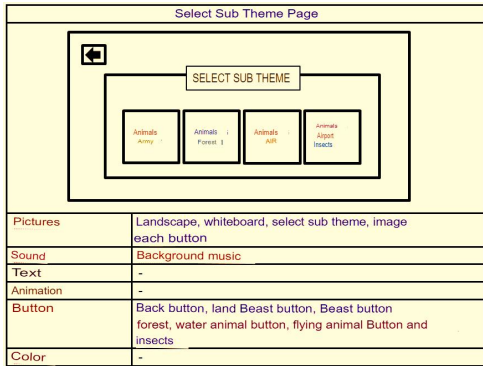 Select Sub Theme Page
SELECT SUB THEME
Animals
Army
Animals
Forest
Animals
AIR
Animals
Airport
Insects
Pictures
Landscape, whiteboard, select sub theme, image
each button
Sound
Background music
Text
-
Animation
-
Button
Back button, land Beast button, Beast button
forest, water animal button, flying animal Button and
insects
Color
-